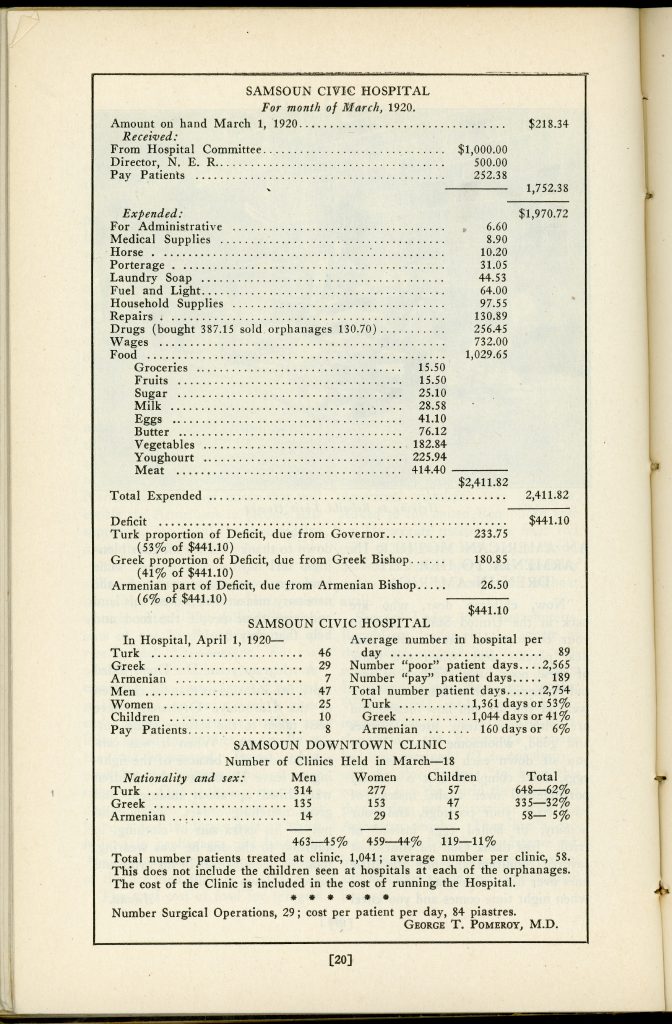 SAMSOUN CIVIC HOSPITAL
For month of March, 1920.
Amount on hand March 1, 1920................................ $218.34
Received:
From Hospital Committee............................ $1,000.00
Director, N. E. R................................... 500.00
Pay Patients ....................................... 252.38
1,752.38
$1,970.72
Expended:
For Administrative ................................. 6.60
Medical Supplies ................................... 8.90
Horse . ............................................ 10.20
Porterage . ........................................ 31.05
Laundry Soap ....................................... 44.53
Fuel and Light...................................... 64.00
Household Supplies ................................. 97.55
Repairs . .......................................... 130.89
Drugs (bought 387.15 sold orphanages 130.70).......... 256.45
Wages .............................................. 732.00
Food ............................................... 1,029.65
Groceries ................................ 15.50
Fruits ................................... 15.50
Sugar .................................... 25.10
Milk ..................................... 28.58
Eggs ..................................... 41.10
Butter ................................... 76.12
Vegetables ............................... 182.84
Youghourt ................................ 225.94
Meat ..................................... 414.40
$2,411.82
Total Expended .............................................. 2,411.82
Deficit ..................................................... $441.10
Turk proportion of Deficit, due from Governor.......... 233.75
(53% of $441.10)
Greek proportion of Deficit, due from Greek Bishop...... 180.85
(41% of $441.10)
Armenian part of Deficit, due from Armenian Bishop..... 26.50
(6% of $441.10)
$441.10
SAMSOUN CIVIC HOSPITAL
In Hospital, April 1, 1920—
Turk ........................... 46
Greek .......................... 29
Armenian ....................... 7
Men ............................ 47
Women .......................... 25
Children ....................... 10
Pay Patients.................... 8
Average number in hospital per
day ......................... 89
Number "poor" patient days....2,565
Number "pay" patient days..... 189
Total number patient days......2,754
Turk ..........1,361 days or 53%
Greek .........1,044 days or 41%
Armenian ....... 160 days or 6%
SAMSOUN DOWNTOWN CLINIC
Number of Clinics Held in March—18
Nationality and sex: Men Women Children Total
Turk ...................... 314 277 57 648—62%
Greek ..................... 135 153 47 335—32%
Armenian .................. 14 29 15 58— 5%
463—45% 459—44% 119—11%
Total number patients treated at clinic, 1,041; average number per clinic, 58.
This does not include the children seen at hospitals at each of the orphanages.
The cost of the Clinic is included in the cost of running the Hospital.
* * * * * *
Number Surgical Operations, 29; cost per patient per day, 84 piastres.
GEORGE T. POMEROY, M.D.
[20]